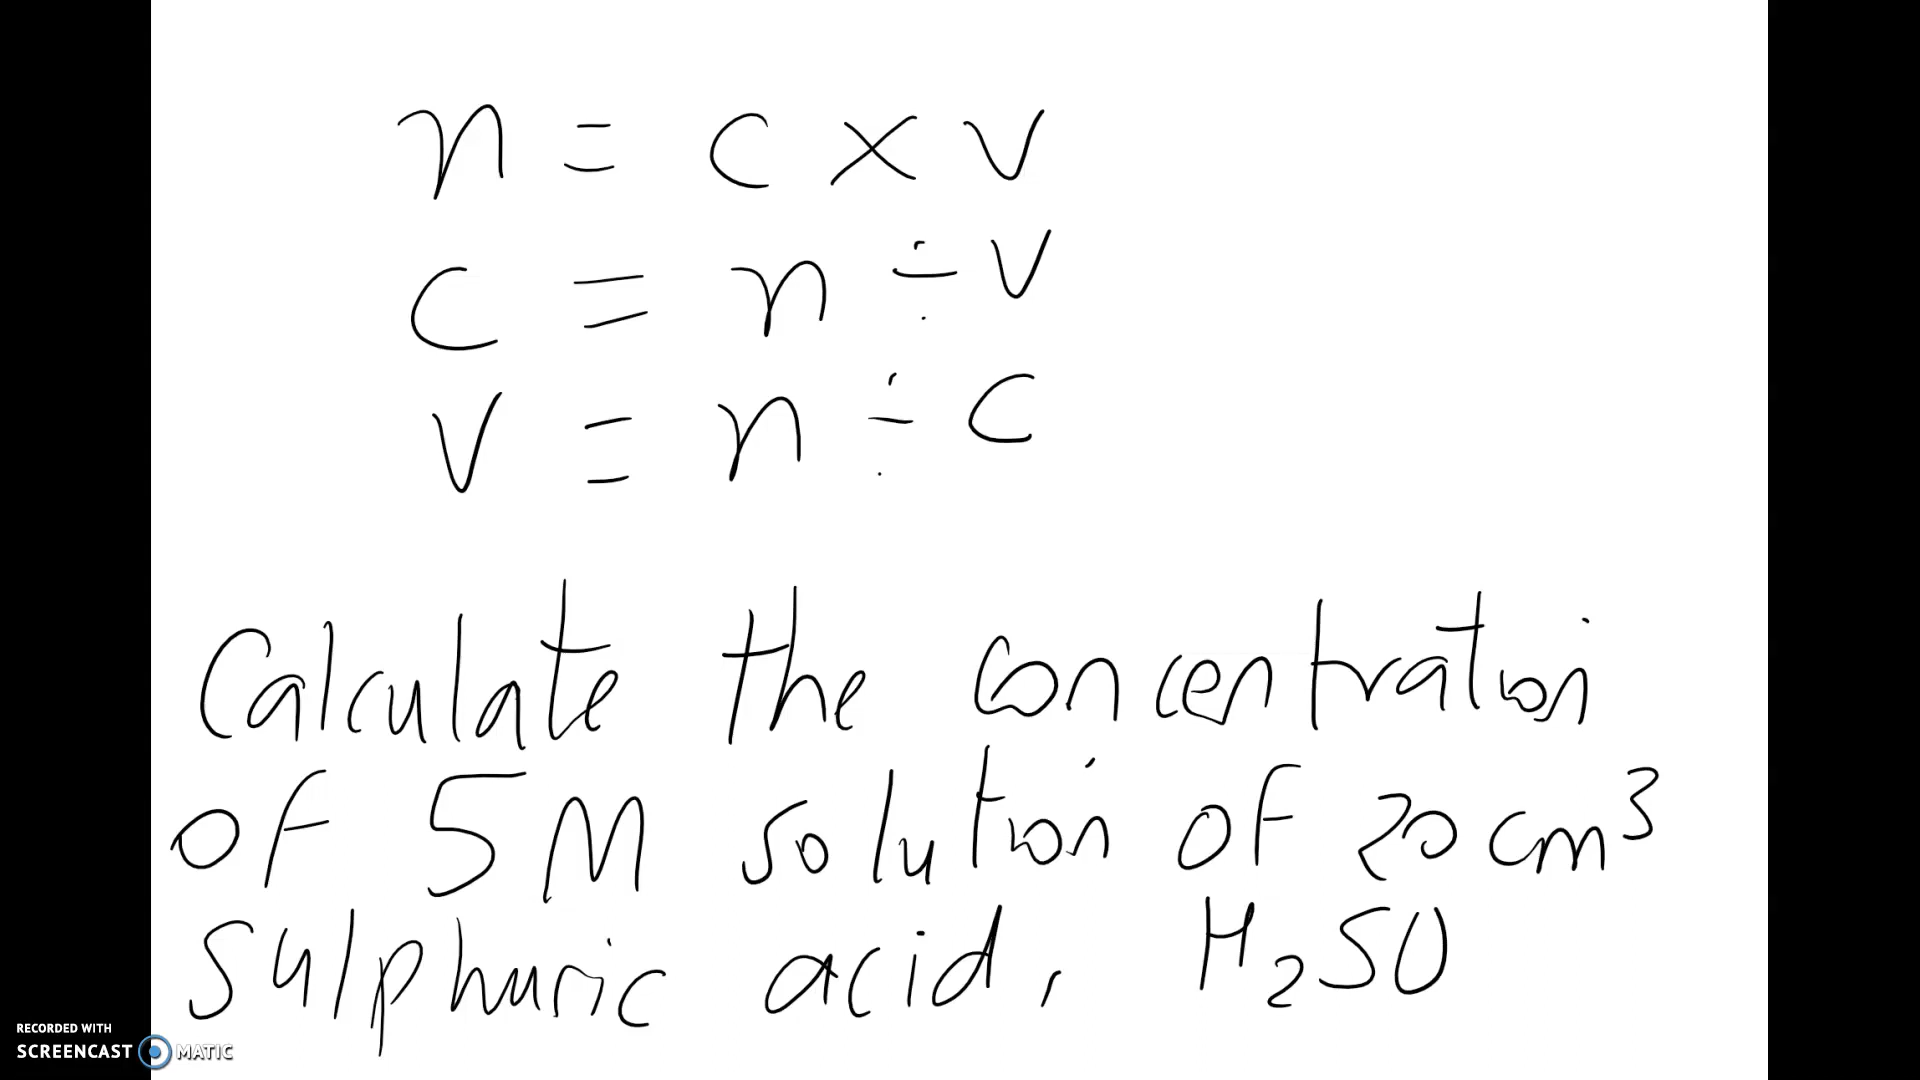 n = c × v
c = n ÷ v
v = n ÷ c
Calculate the concentration
of 5M solution of 20cm³
sulphuric acid, H₂SO
RECORDED WITH
SCREENCAST MATIC